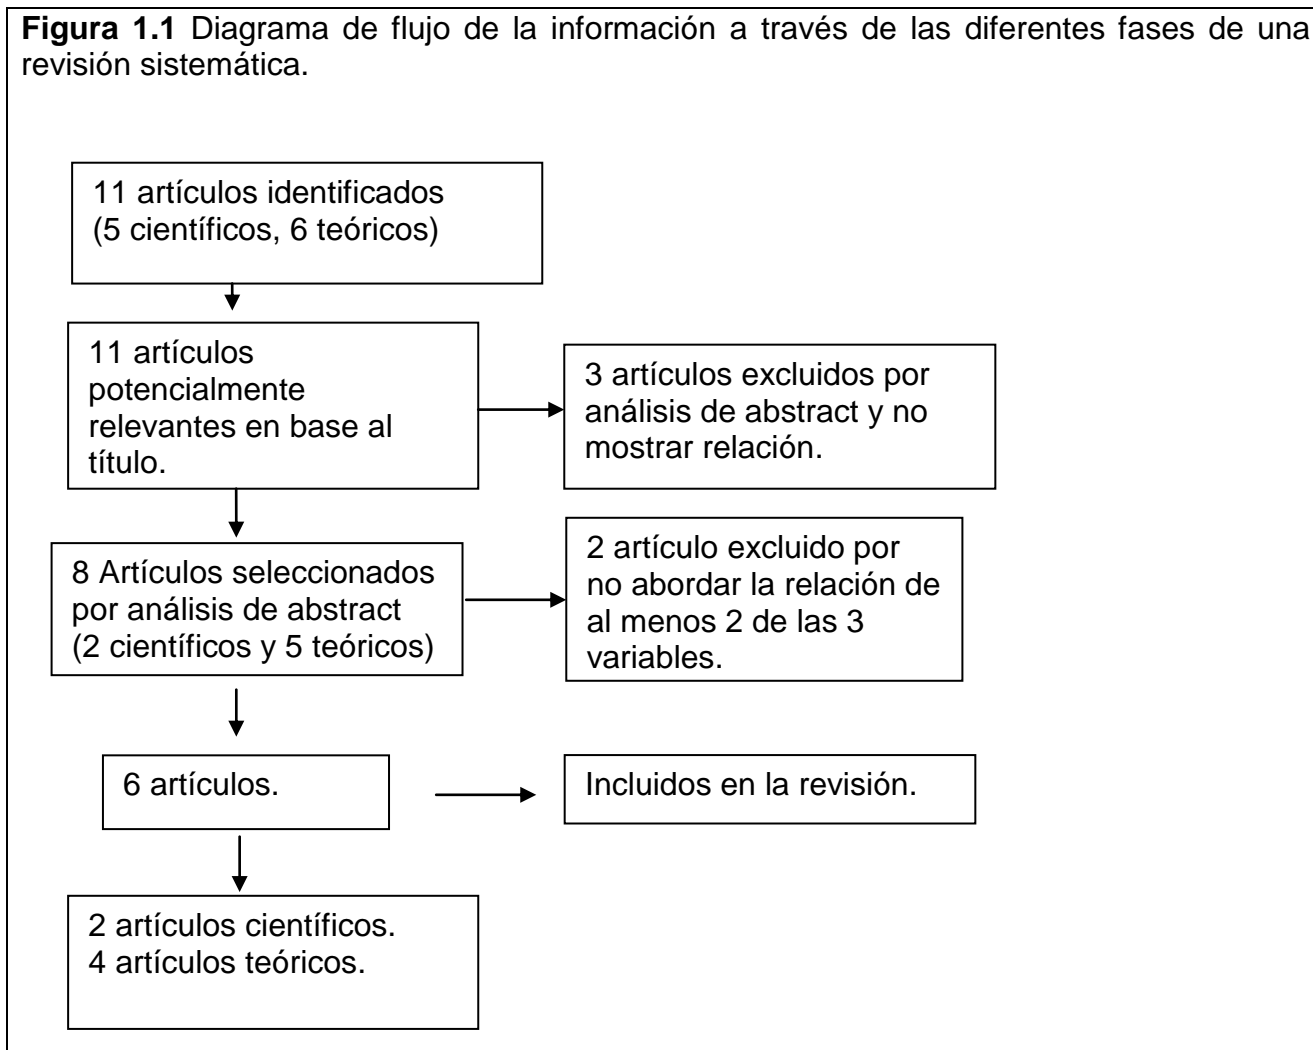 Figura 1.1 Diagrama de flujo de la información a través de las diferentes fases de una
revisión sistemática.
11 artículos identificados
(5 científicos, 6 teóricos)
11 artículos
potencialmente
relevantes en base al
título.
3 artículos excluidos por
análisis de abstract y no
mostrar relación.
8 Artículos seleccionados
por análisis de abstract
(2 científicos y 5 teóricos)
2 artículo excluido por
no abordar la relación de
al menos 2 de las 3
variables.
6 artículos.
Incluidos en la revisión.
2 artículos científicos.
4 artículos teóricos.